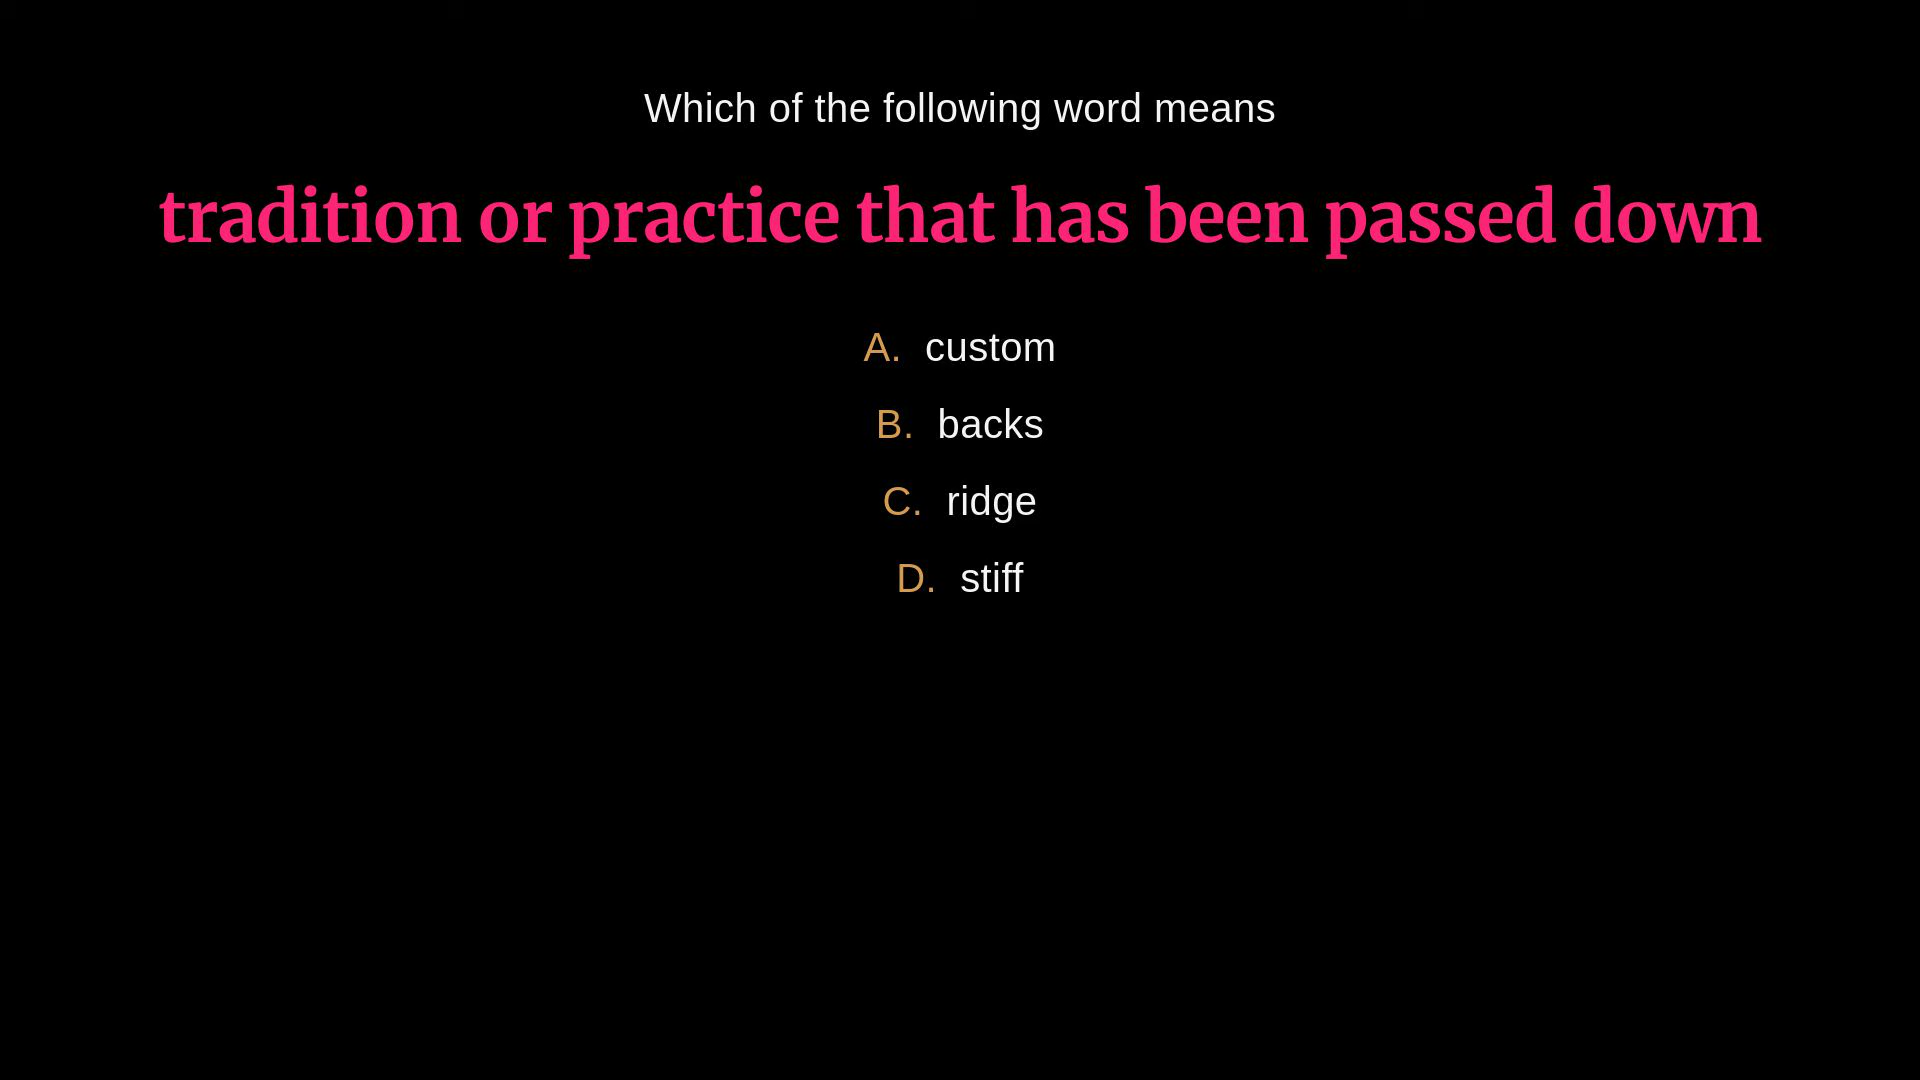 Which of the following word means
tradition or practice that has been passed down
A. custom
B. backs
C. ridge
D. stiff